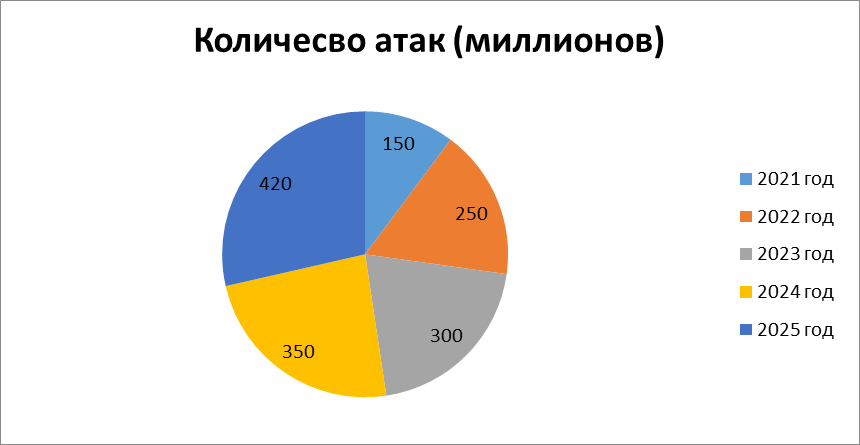 Количесво атак (миллионов)
150
250
300
350
420
2021 год
2022 год
2023 год
2024 год
2025 год